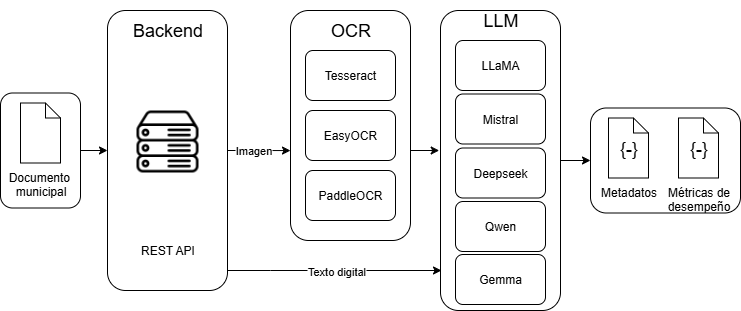 Documento
municipal
Backend
REST API
Imagen
Texto digital
OCR
Tesseract
EasyOCR
PaddleOCR
LLM
LLaMA
Mistral
Deepseek
Qwen
Gemma
{-}
Metadatos
{-}
Métricas de
desempeño